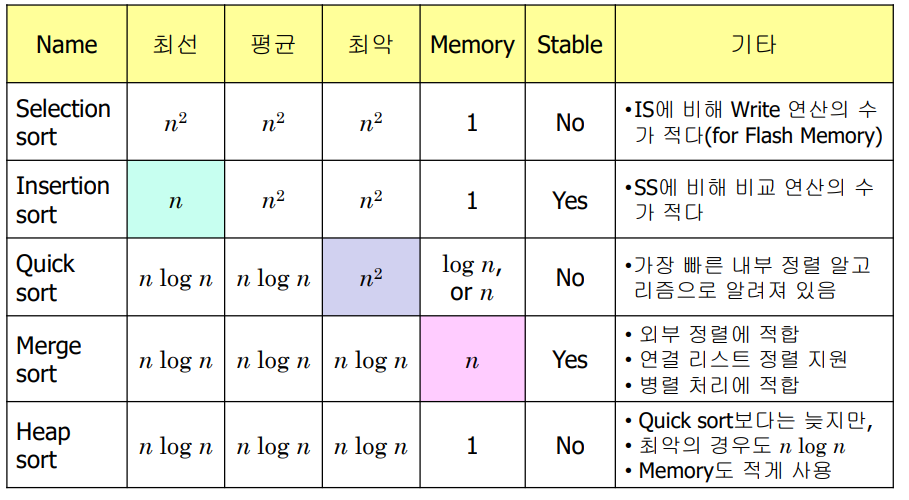 Name 최선 평균 최악 Memory Stable 기타
Selection sort n² n² n² 1 No •IS에 비해 Write 연산의 수가 적다(for Flash Memory)
Insertion sort n n² n² 1 Yes •SS에 비해 비교 연산의 수가 적다
Quick sort n log n n log n n² log n, or n No •가장 빠른 내부 정렬 알고리즘으로 알려져 있음
Merge sort n log n n log n n log n n Yes • 외부 정렬에 적합 • 연결 리스트 정렬 지원 • 병렬 처리에 적합
Heap sort n log n n log n n log n 1 No • Quick sort보다는 늦지만, • 최악의 경우도 n log n • Memory도 적게 사용